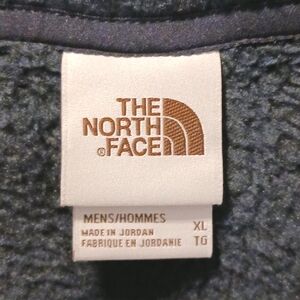 THE
NORTH
®FACE
MENS/HOMMES
MADE IN JORDAN XL
FABRIQUE EN JORDANIE TG